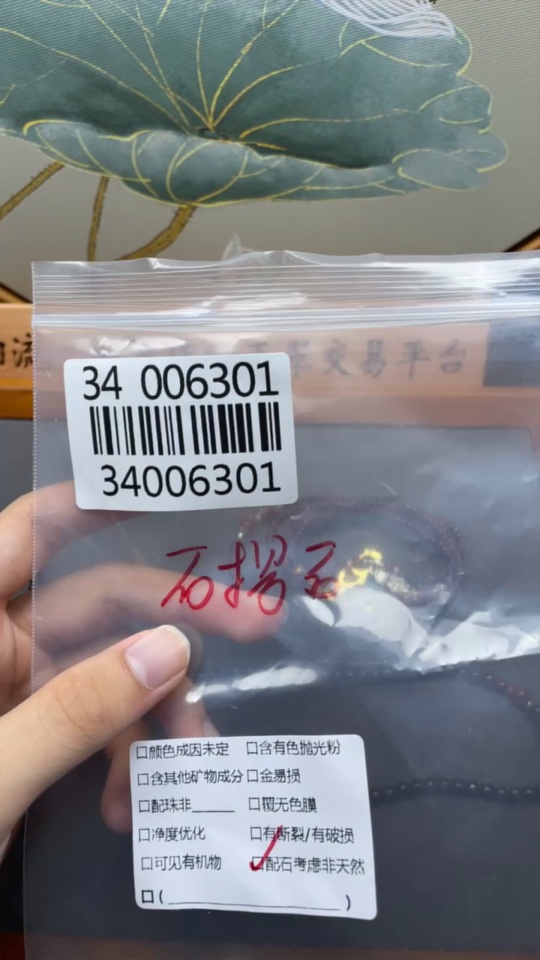 交易平台
34 006301
34006301
石榴石
□颜色成因未定 □含有色抛光粉
□含其他矿物成分 □金易损
□配珠非______ □覆无色膜
□净度优化 □有断裂/有破损
□可见有机物 ☑配石考虑非天然
□(____________________)